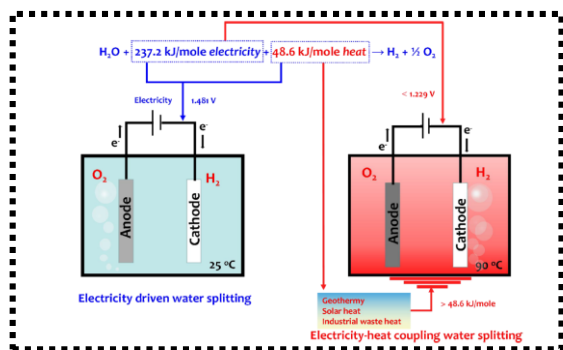 H₂O + 237.2 kJ/mole electricity + 48.6 kJ/mole heat → H₂ + ½ O₂
Electricity
1.481 V
< 1.229 V
e⁻
e⁻
O₂
H₂
Anode
Cathode
25 °C
Electricity driven water splitting
e⁻
e⁻
O₂
H₂
Anode
Cathode
90 °C
Geothermy
Solar heat
Industrial waste heat
> 48.6 kJ/mole
Electricity-heat coupling water splitting